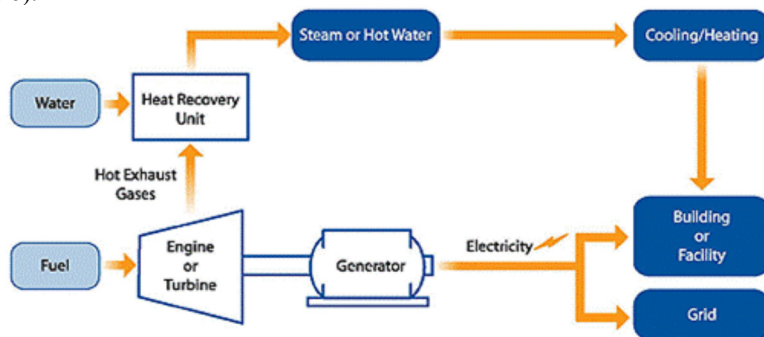 Steam or Hot Water
Cooling/Heating
Water
Heat Recovery
Unit
Hot Exhaust
Gases
Fuel
Engine
or
Turbine
Generator
Electricity
Building
or
Facility
Grid